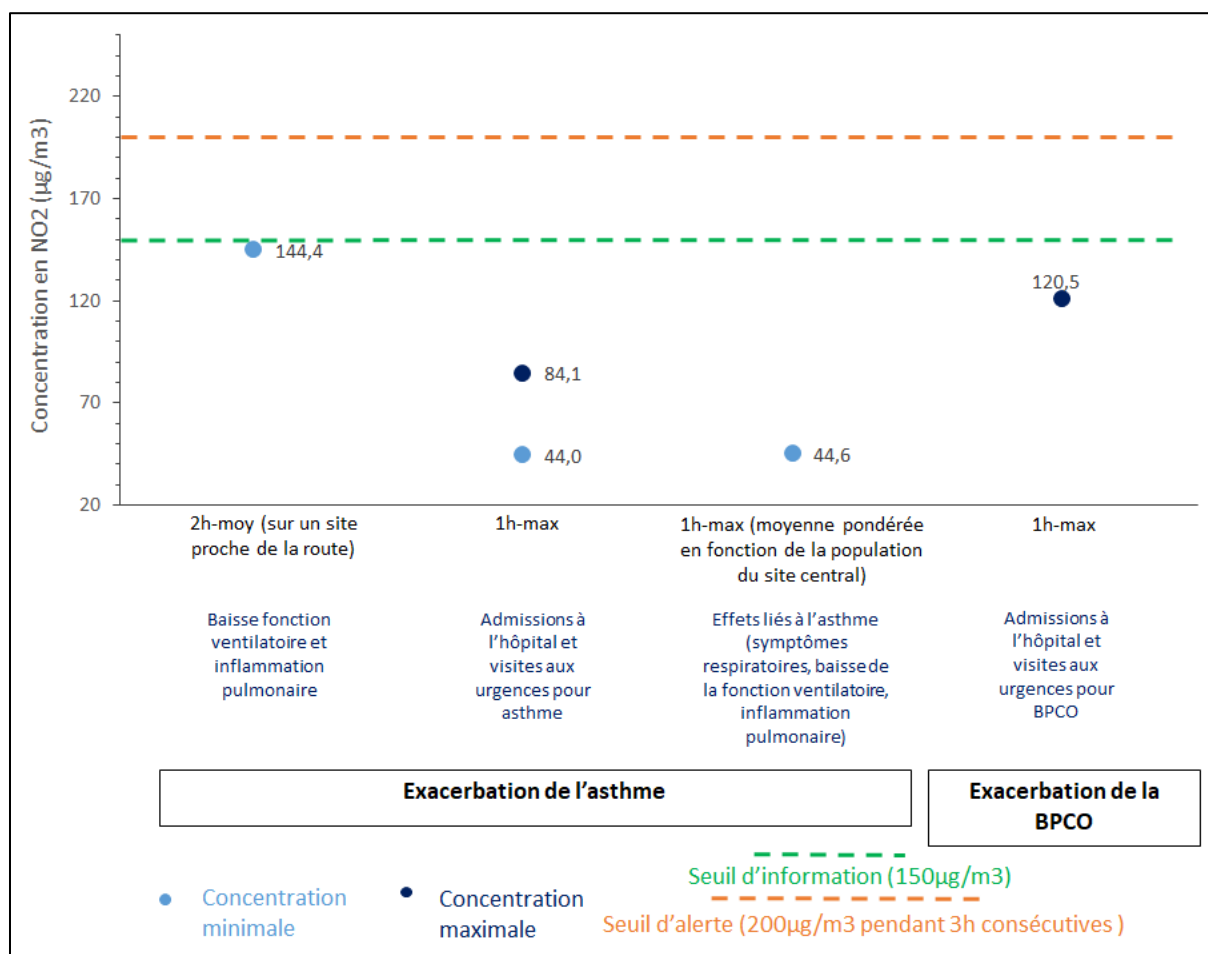 Concentration en NO2 (µg/m3)
220
170
120
70
20
144,4
84,1
44,0
44,6
120,5
2h-moy (sur un site
proche de la route)
1h-max
1h-max (moyenne pondérée
en fonction de la population
du site central)
1h-max
Baisse fonction
ventilatoire et
inflammation
pulmonaire
Admissions à
l'hôpital et
visites aux
urgences pour
asthme
Effets liés à l'asthme
(symptômes
respiratoires, baisse de
la fonction ventilatoire,
inflammation
pulmonaire)
Admissions à
l'hôpital et
visites aux
urgences pour
BPCO
Exacerbation de l'asthme
Exacerbation de la
BPCO
Concentration
minimale
Concentration
maximale
Seuil d'information (150µg/m3)
Seuil d'alerte (200µg/m3 pendant 3h consécutives )